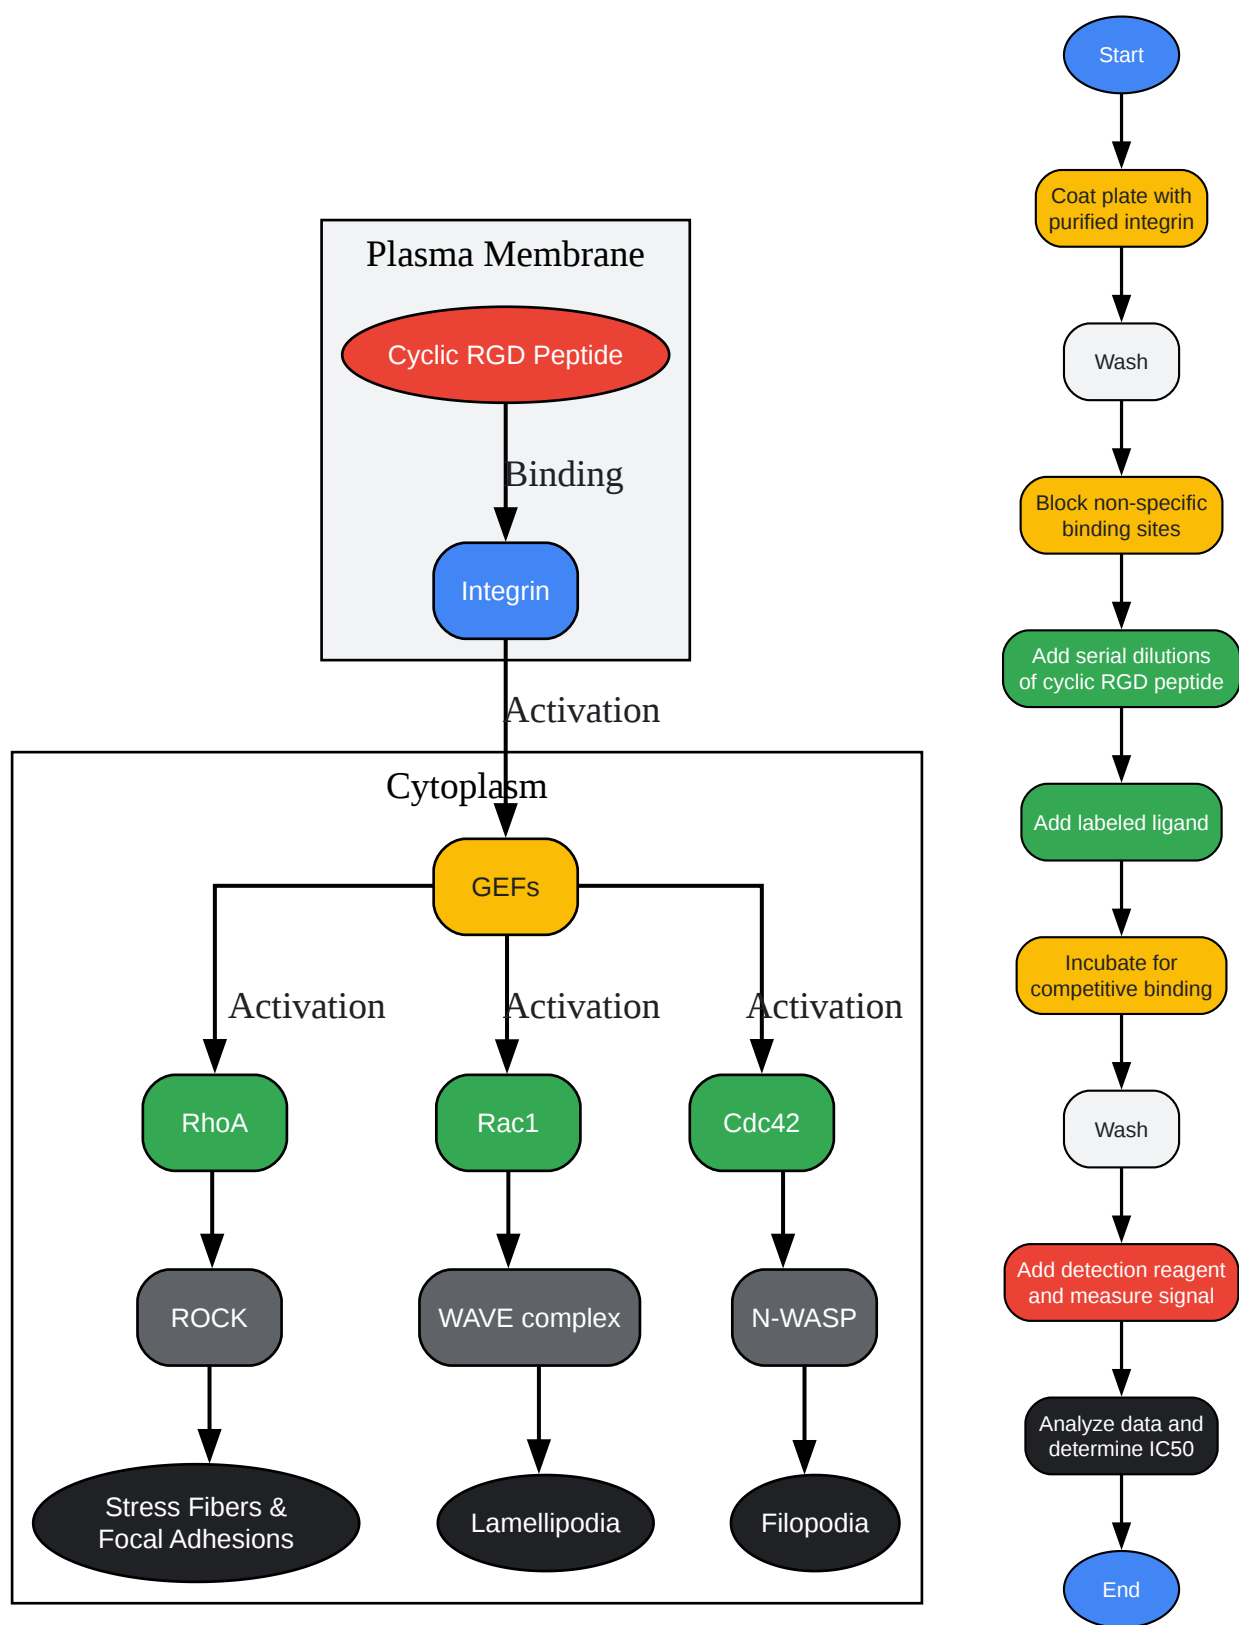 Plasma Membrane
Cyclic RGD Peptide
Binding
Integrin
Activation
Cytoplasm
GEFs
Activation
Activation
Activation
RhoA
Rac1
Cdc42
ROCK
WAVE complex
N-WASP
Stress Fibers &
Focal Adhesions
Lamellipodia
Filopodia
Start
Coat plate with
purified integrin
Wash
Block non-specific
binding sites
Add serial dilutions
of cyclic RGD peptide
Add labeled ligand
Incubate for
competitive binding
Wash
Add detection reagent
and measure signal
Analyze data and
determine IC50
End